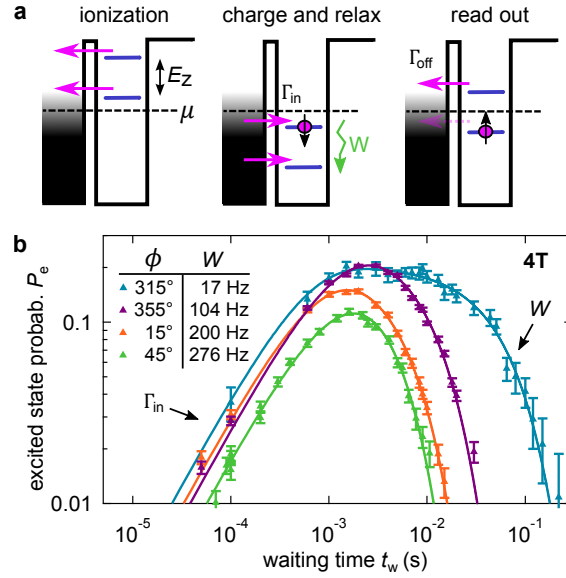 a
ionization
charge and relax
read out
E_Z
μ
Γ_in
W
Γ_off
b
4T
ϕ W
315° 17 Hz
355° 104 Hz
15° 200 Hz
45° 276 Hz
Γ_in
W
excited state probab. P_e
0.1
0.01
10^-5 10^-4 10^-3 10^-2 10^-1
waiting time t_w (s)